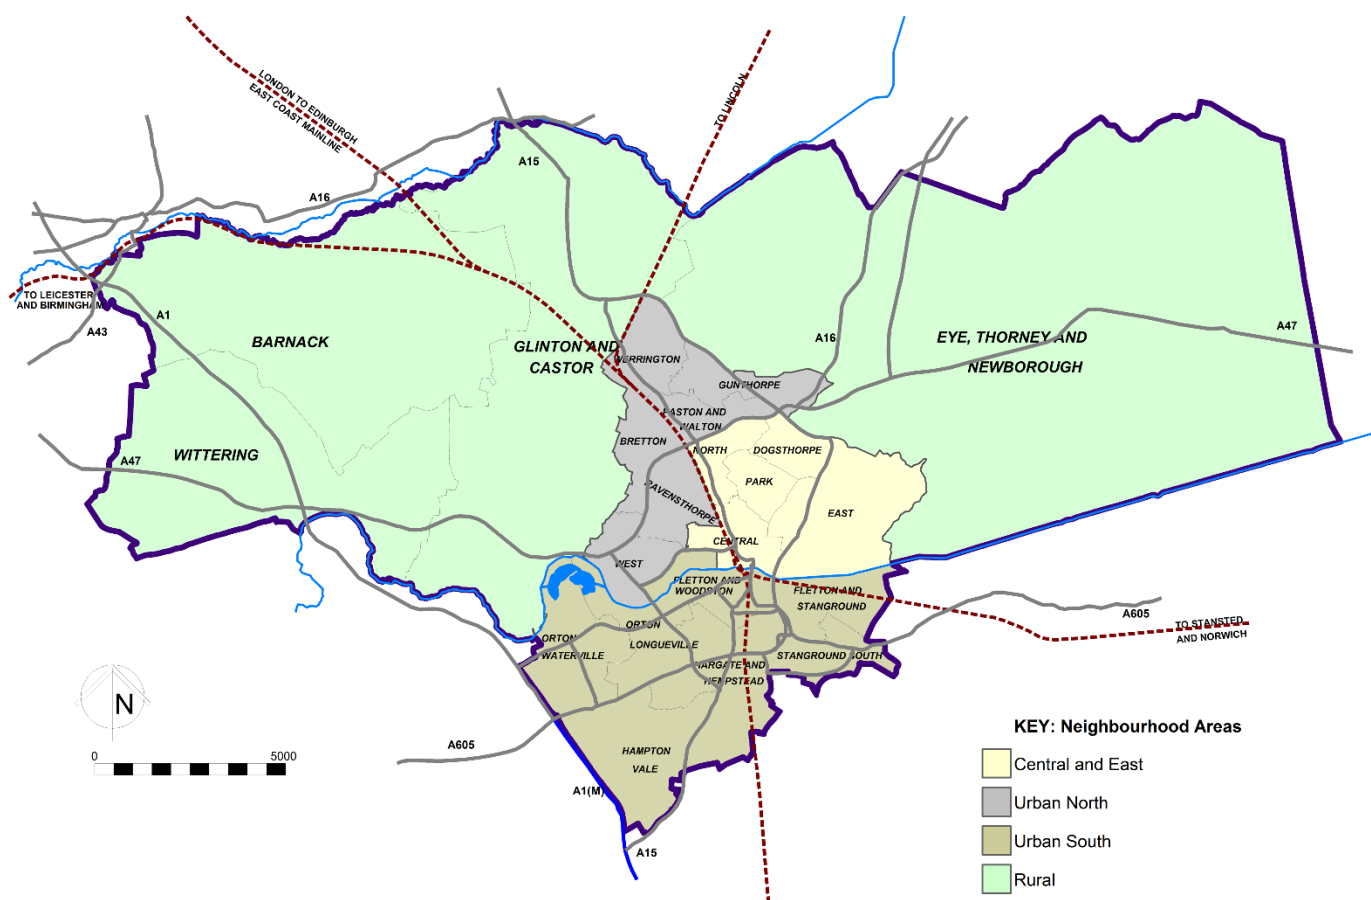 LONDON TO EDINBURGH
EAST COAST MAINLINE
TO LINCOLN
A15
A16
TO LEICESTER
AND BIRMINGHAM
A1
A43
BARNACK
GLINTON AND
CASTOR
WERRINGTON
GUNTHORPE
A16
EYE, THORNEY AND
NEWBOROUGH
A47
PASTON AND
WALTON
BRETTON
NORTH
DOGSTHORPE
WITTERING
A47
PARK
RAVENSTHORPE
EAST
CENTRAL
WEST
FLETTON AND
WOODSTON
FLETTON AND
STANGROUND
A605
TO STANSTED
AND NORWICH
ORTON
LONGUEVILLE
ORTON
WATERVILLE
STANGROUND SOUTH
HARGATE AND
HEMPSTEAD
N
0 5000
A605
HAMPTON
VALE
A1(M)
A15
KEY: Neighbourhood Areas
Central and East
Urban North
Urban South
Rural